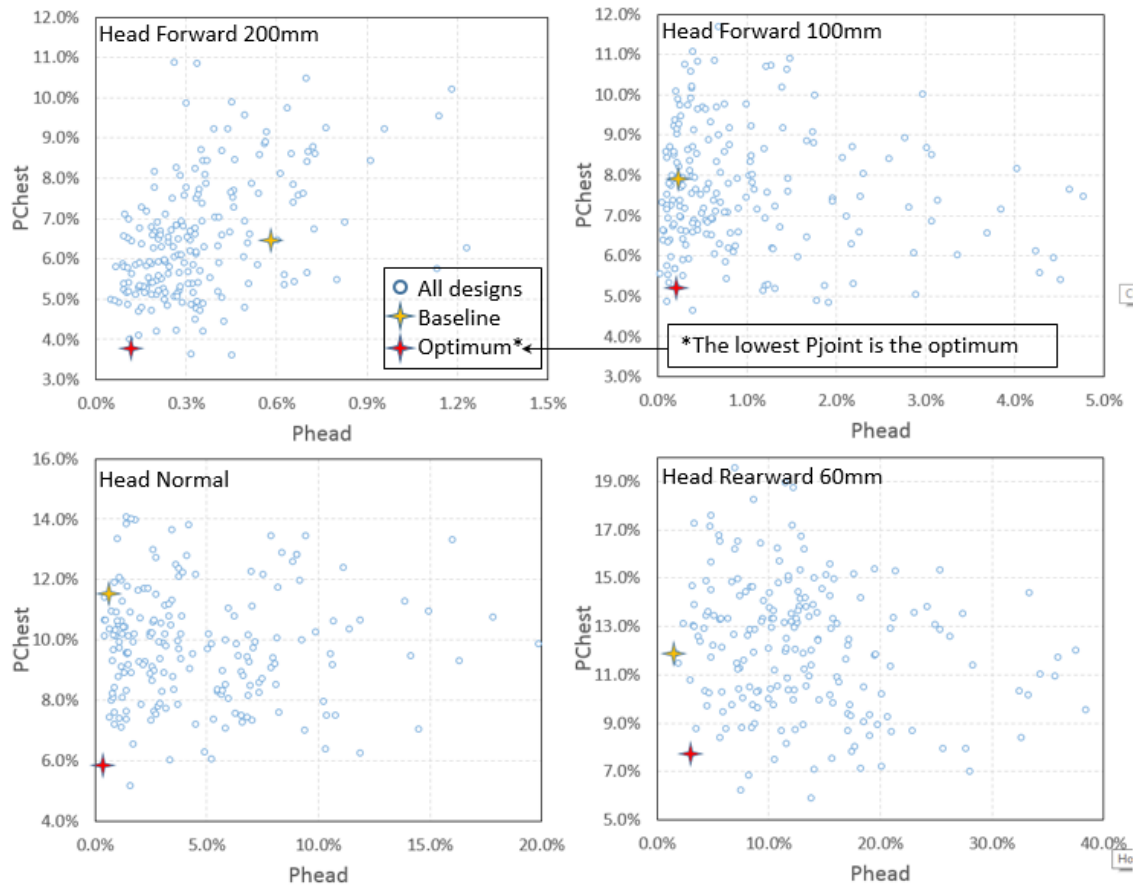 Head Forward 200mm
12.0%
11.0%
10.0%
9.0%
8.0%
7.0%
6.0%
5.0%
4.0%
3.0%
PChest
0.0% 0.3% 0.6% 0.9% 1.2% 1.5%
Phead
All designs
Baseline
Optimum*
*The lowest Pjoint is the optimum
Head Forward 100mm
12.0%
11.0%
10.0%
9.0%
8.0%
7.0%
6.0%
5.0%
4.0%
3.0%
PChest
0.0% 1.0% 2.0% 3.0% 4.0% 5.0%
Phead
C
Head Normal
16.0%
14.0%
12.0%
10.0%
8.0%
6.0%
4.0%
PChest
0.0% 5.0% 10.0% 15.0% 20.0%
Phead
Head Rearward 60mm
19.0%
17.0%
15.0%
13.0%
11.0%
9.0%
7.0%
5.0%
PChest
0.0% 10.0% 20.0% 30.0% 40.0%
Phead
Ho